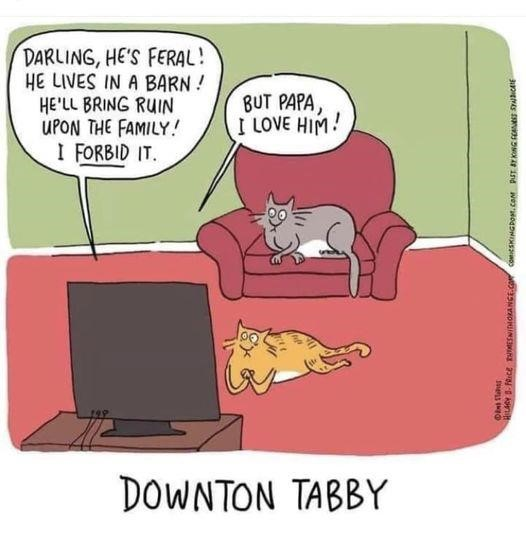 DARLING, HE'S FERAL!
HE LIVES IN A BARN!
HE'LL BRING RUIN
UPON THE FAMILY!
I FORBID IT.
BUT PAPA,
I LOVE HIM!
HILARY B. PRICE RHYMESWITHORANGE.COM COMICSKINGDOM.COM DIST. BY KING FEATURES SYNDICATE
DOWNTON TABBY